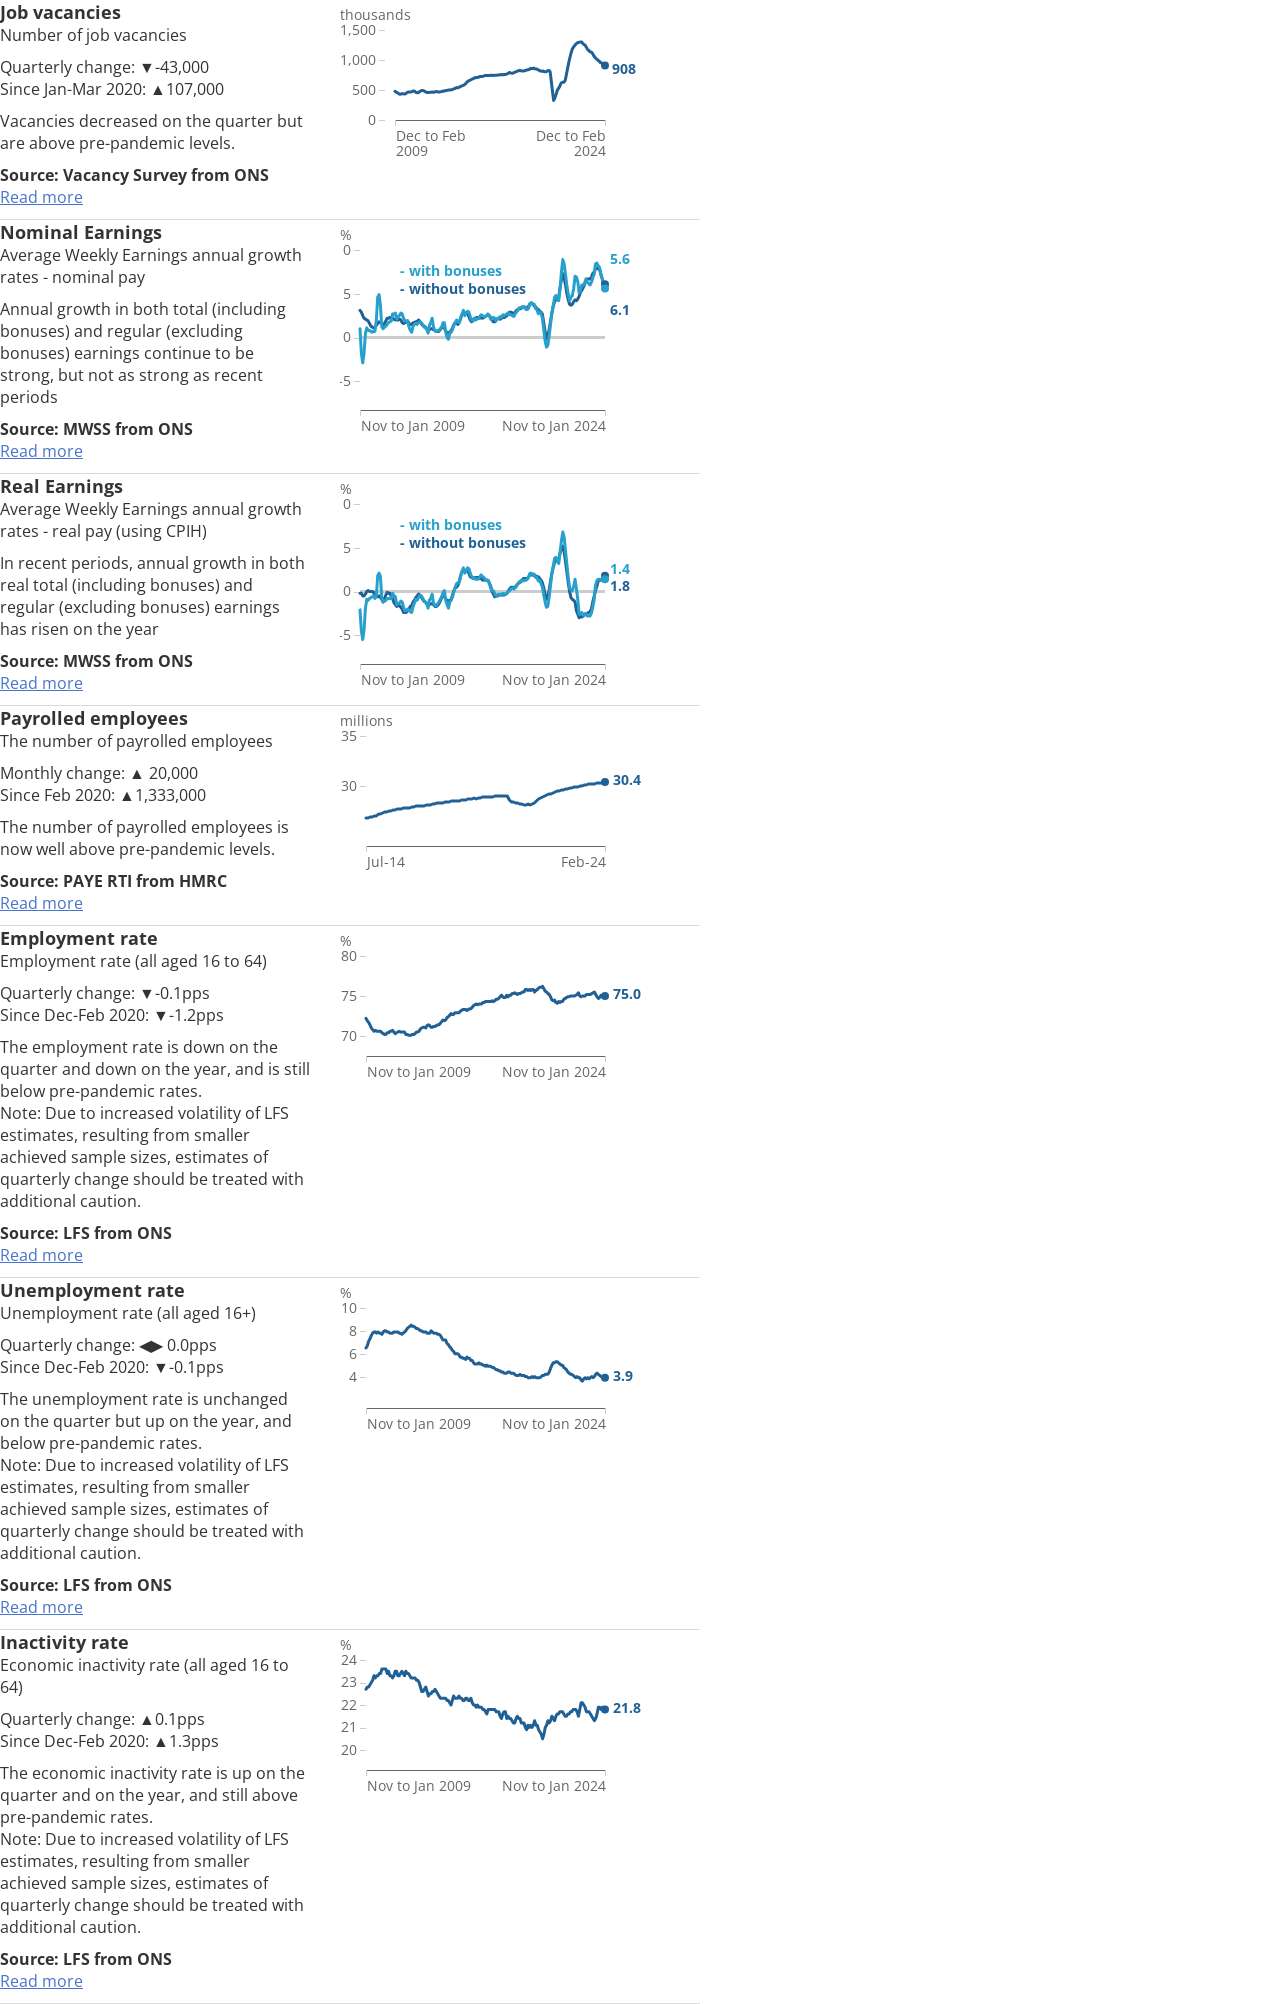 Job vacancies
Number of job vacancies
Quarterly change: ▼-43,000
Since Jan-Mar 2020: ▲107,000
Vacancies decreased on the quarter but
are above pre-pandemic levels.
Source: Vacancy Survey from ONS
Read more
thousands
1,500
1,000
500
0
908
Dec to Feb
2009
Dec to Feb
2024
Nominal Earnings
Average Weekly Earnings annual growth
rates - nominal pay
Annual growth in both total (including
bonuses) and regular (excluding
bonuses) earnings continue to be
strong, but not as strong as recent
periods
Source: MWSS from ONS
Read more
%
0
5
0
-5
- with bonuses
- without bonuses
5.6
6.1
Nov to Jan 2009
Nov to Jan 2024
Real Earnings
Average Weekly Earnings annual growth
rates - real pay (using CPIH)
In recent periods, annual growth in both
real total (including bonuses) and
regular (excluding bonuses) earnings
has risen on the year
Source: MWSS from ONS
Read more
%
0
5
0
-5
- with bonuses
- without bonuses
1.4
1.8
Nov to Jan 2009
Nov to Jan 2024
Payrolled employees
The number of payrolled employees
Monthly change: ▲ 20,000
Since Feb 2020: ▲1,333,000
The number of payrolled employees is
now well above pre-pandemic levels.
Source: PAYE RTI from HMRC
Read more
millions
35
30
30.4
Jul-14
Feb-24
Employment rate
Employment rate (all aged 16 to 64)
Quarterly change: ▼-0.1pps
Since Dec-Feb 2020: ▼-1.2pps
The employment rate is down on the
quarter and down on the year, and is still
below pre-pandemic rates.
Note: Due to increased volatility of LFS
estimates, resulting from smaller
achieved sample sizes, estimates of
quarterly change should be treated with
additional caution.
Source: LFS from ONS
Read more
%
80
75
70
75.0
Nov to Jan 2009
Nov to Jan 2024
Unemployment rate
Unemployment rate (all aged 16+)
Quarterly change: ◀▶ 0.0pps
Since Dec-Feb 2020: ▼-0.1pps
The unemployment rate is unchanged
on the quarter but up on the year, and
below pre-pandemic rates.
Note: Due to increased volatility of LFS
estimates, resulting from smaller
achieved sample sizes, estimates of
quarterly change should be treated with
additional caution.
Source: LFS from ONS
Read more
%
10
8
6
4
3.9
Nov to Jan 2009
Nov to Jan 2024
Inactivity rate
Economic inactivity rate (all aged 16 to
64)
Quarterly change: ▲0.1pps
Since Dec-Feb 2020: ▲1.3pps
The economic inactivity rate is up on the
quarter and on the year, and still above
pre-pandemic rates.
Note: Due to increased volatility of LFS
estimates, resulting from smaller
achieved sample sizes, estimates of
quarterly change should be treated with
additional caution.
Source: LFS from ONS
Read more
%
24
23
22
21
20
21.8
Nov to Jan 2009
Nov to Jan 2024